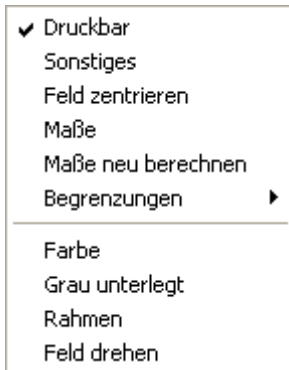 Druckbar
Sonstiges
Feld zentrieren
Maße
Maße neu berechnen
Begrenzungen
Farbe
Grau unterlegt
Rahmen
Feld drehen